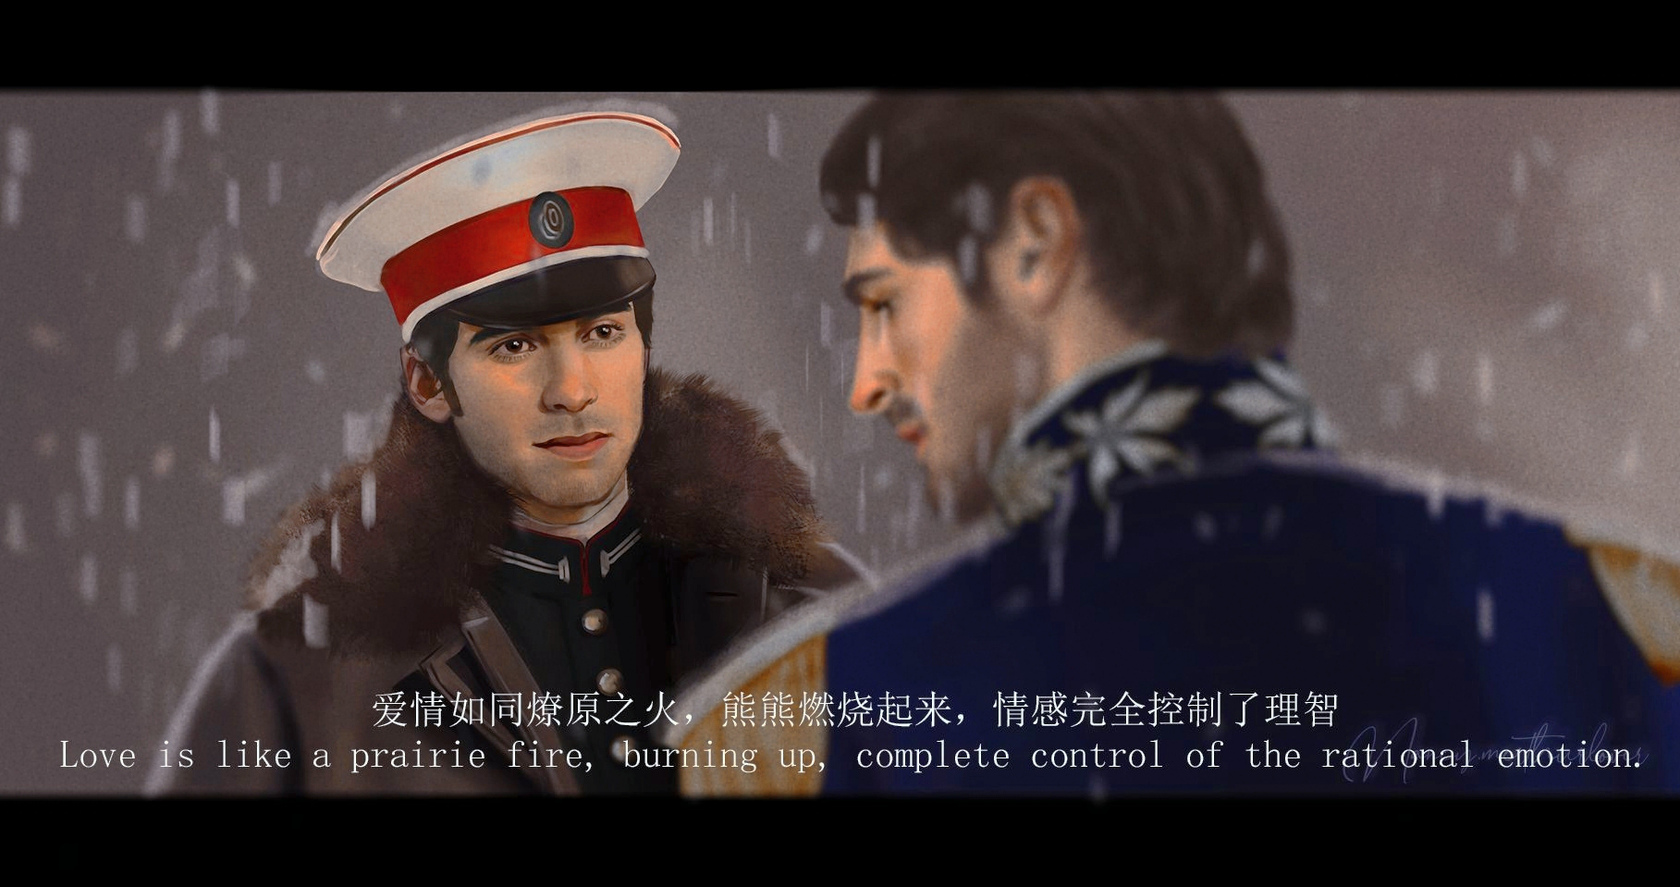 爱情如同燎原之火，熊熊燃烧起来，情感完全控制了理智
Love is like a prairie fire, burning up, complete control of the rational emotion.